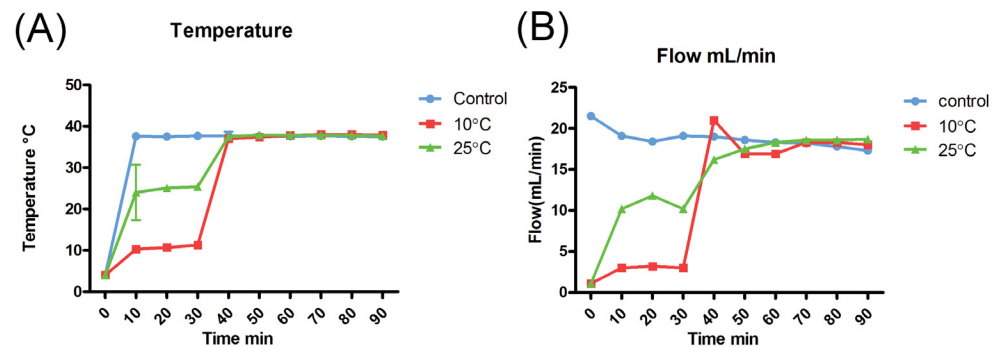 (A)
Temperature
Temperature °C
50
40
30
20
10
0
0 10 20 30 40 50 60 70 80 90
Time min
Control
10°C
25°C
(B)
Flow mL/min
Flow(mL/min)
25
20
15
10
5
0
0 10 20 30 40 50 60 70 80 90
Time min
control
10°C
25°C